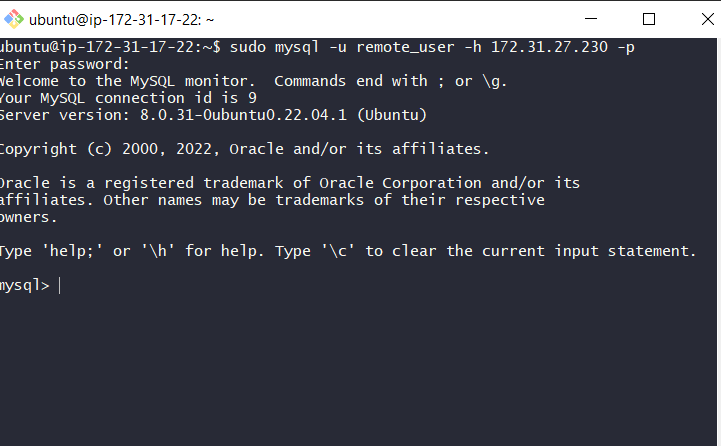 ubuntu@ip-172-31-17-22: ~
ubuntu@ip-172-31-17-22:~$ sudo mysql -u remote_user -h 172.31.27.230 -p
Enter password:
Welcome to the MySQL monitor.  Commands end with ; or \g.
Your MySQL connection id is 9
Server version: 8.0.31-0ubuntu0.22.04.1 (Ubuntu)
Copyright (c) 2000, 2022, Oracle and/or its affiliates.
Oracle is a registered trademark of Oracle Corporation and/or its
affiliates. Other names may be trademarks of their respective
owners.
Type 'help;' or '\h' for help. Type '\c' to clear the current input statement.
mysql>